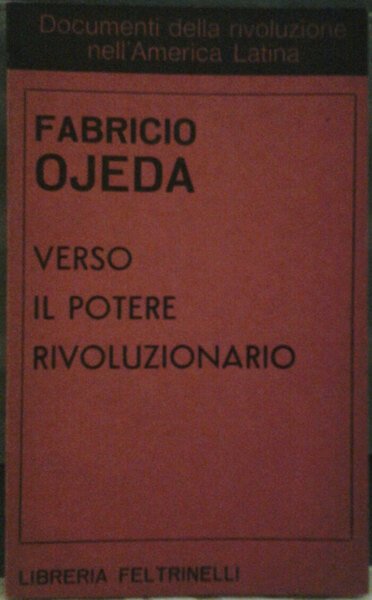 Documenti della rivoluzione
nell'America Latina
FABRICIO
OJEDA
VERSO
IL POTERE
RIVOLUZIONARIO
LIBRERIA FELTRINELLI